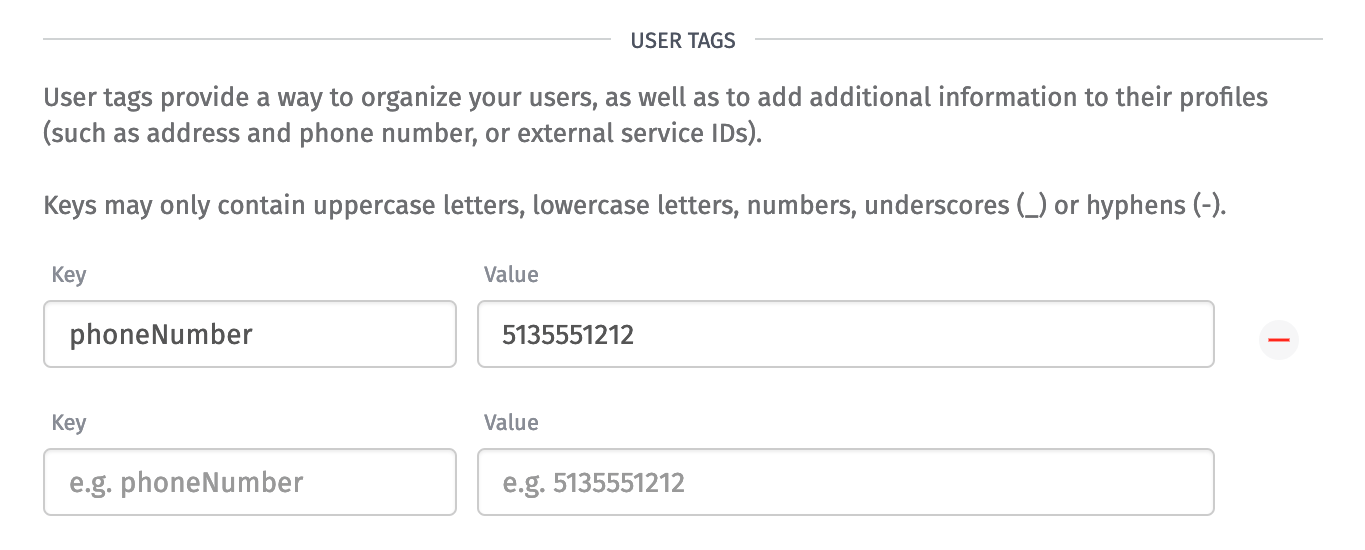 USER TAGS
User tags provide a way to organize your users, as well as to add additional information to their profiles
(such as address and phone number, or external service IDs).
Keys may only contain uppercase letters, lowercase letters, numbers, underscores (_) or hyphens (-).
Key Value
phoneNumber 5135551212
Key Value
e.g. phoneNumber e.g. 5135551212